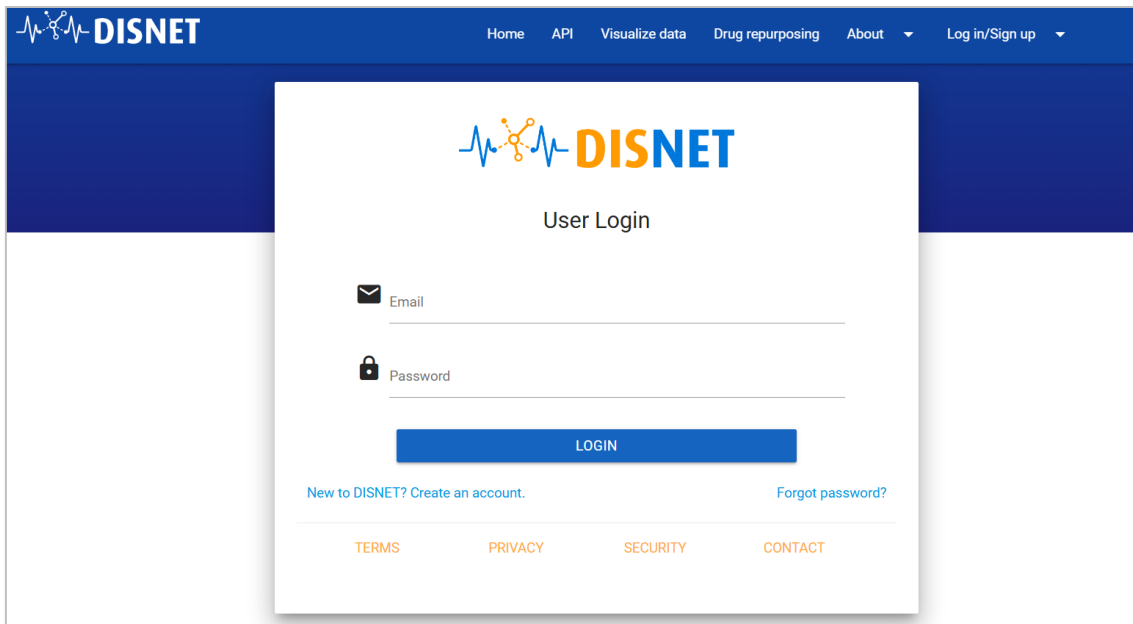 DISNET Home API Visualize data Drug repurposing About Log in/Sign up
DISNET
User Login
Email
Password
LOGIN
New to DISNET? Create an account. Forgot password?
TERMS PRIVACY SECURITY CONTACT